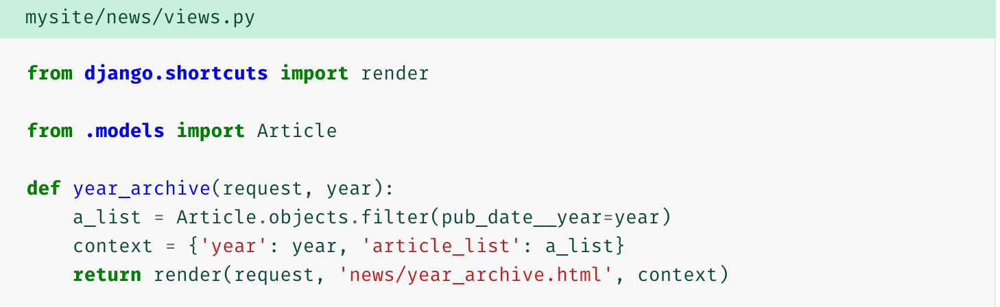 mysite/news/views.py
from django.shortcuts import render
from .models import Article
def year_archive(request, year):
    a_list = Article.objects.filter(pub_date__year=year)
    context = {'year': year, 'article_list': a_list}
    return render(request, 'news/year_archive.html', context)